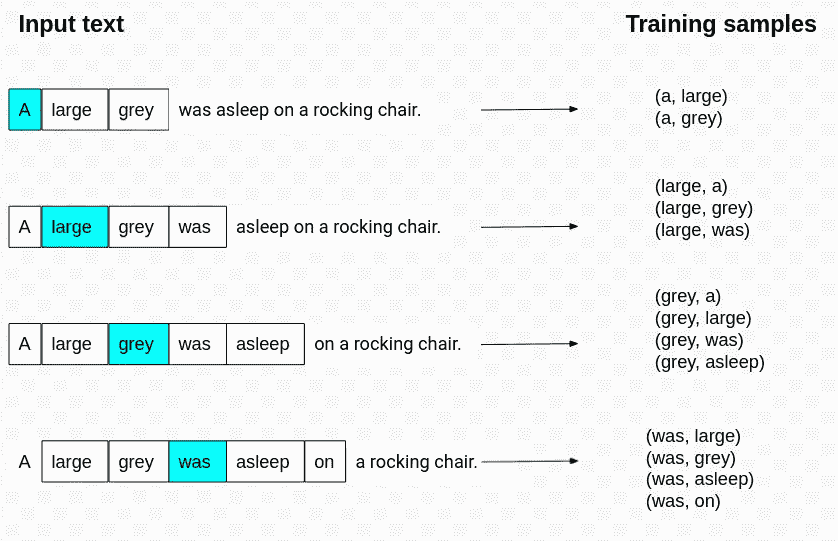 Input text Training samples
A large grey was asleep on a rocking chair. (a, large)
(a, grey)
A large grey was asleep on a rocking chair. (large, a)
(large, grey)
(large, was)
A large grey was asleep on a rocking chair. (grey, a)
(grey, large)
(grey, was)
(grey, asleep)
A large grey was asleep on a rocking chair. (was, large)
(was, grey)
(was, asleep)
(was, on)